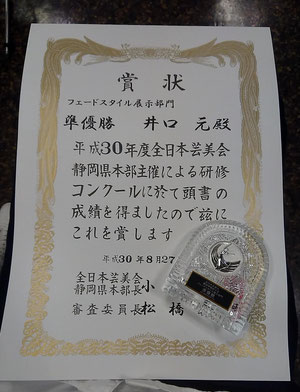 賞状
フェードスタイル展示部門
準優勝 井口 元殿
平成30年度全日本芸美会
静岡県本部主催による研修
コンクールに於て頭書の
成績を得ましたので茲に
これを賞します
平成30年8月27
全日本芸美会
静岡県本部長 小
審査委員長 松橋